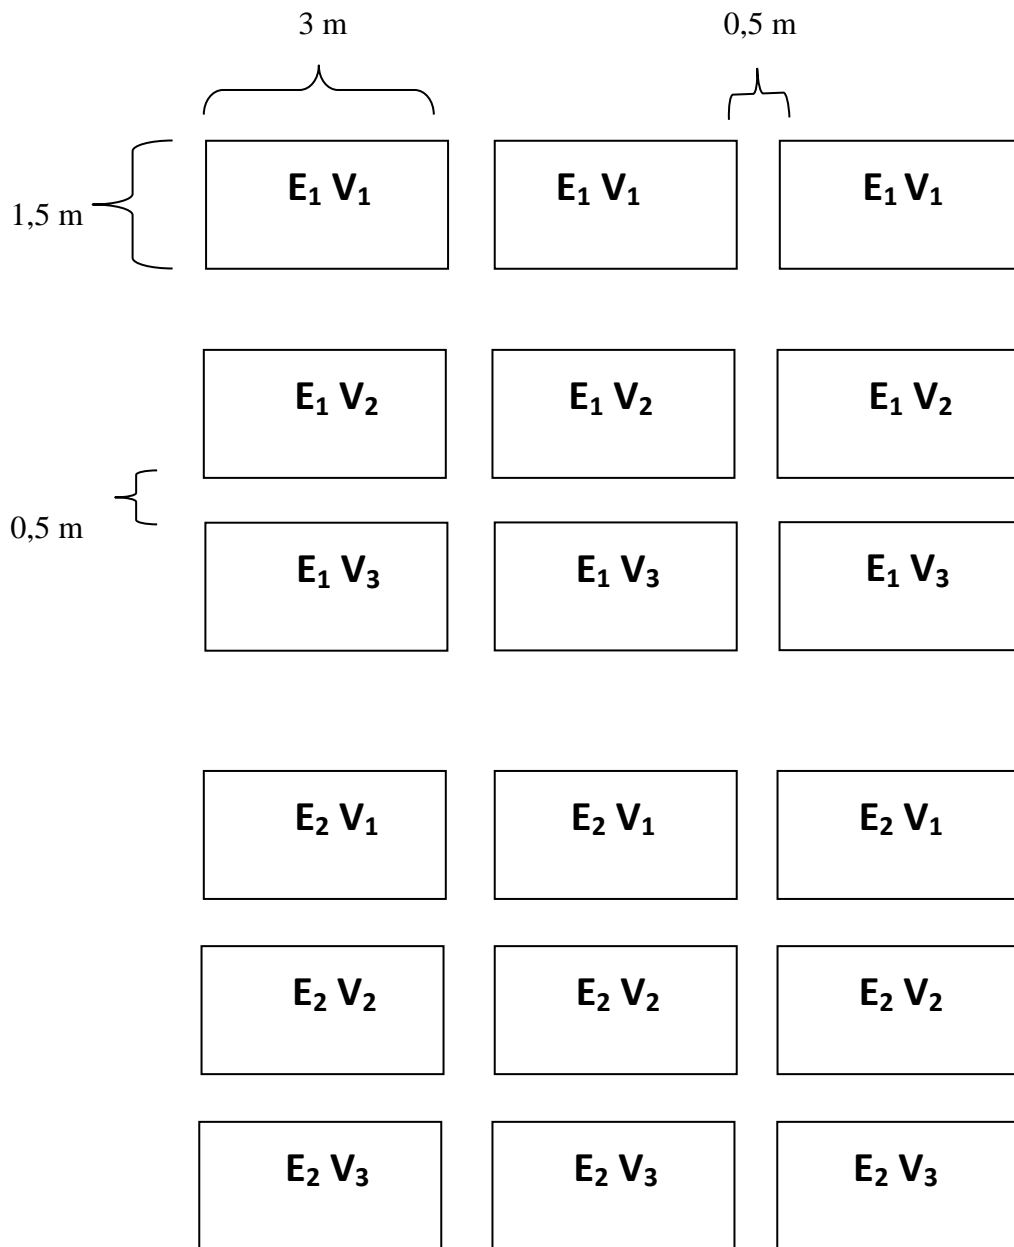 3 m 0,5 m
1,5 m
E₁ V₁ E₁ V₁ E₁ V₁
E₁ V₂ E₁ V₂ E₁ V₂
0,5 m
E₁ V₃ E₁ V₃ E₁ V₃
E₂ V₁ E₂ V₁ E₂ V₁
E₂ V₂ E₂ V₂ E₂ V₂
E₂ V₃ E₂ V₃ E₂ V₃